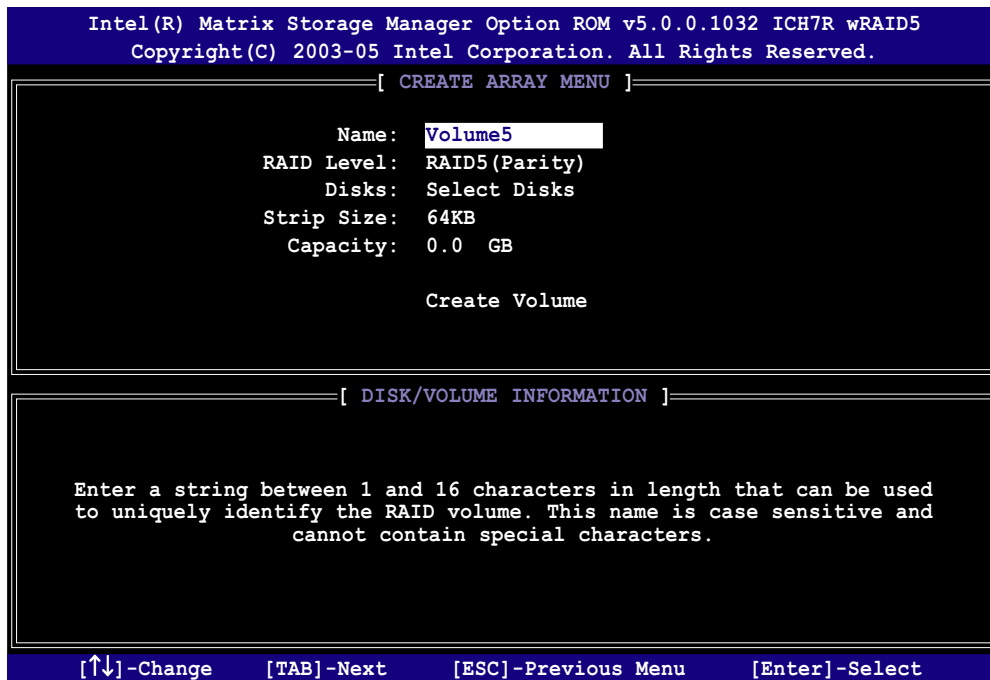 Intel(R) Matrix Storage Manager Option ROM v5.0.0.1032 ICH7R wRAID5
Copyright(C) 2003-05 Intel Corporation. All Rights Reserved.
[ CREATE ARRAY MENU ]
Name: Volume5
RAID Level: RAID5(Parity)
Disks: Select Disks
Strip Size: 64KB
Capacity: 0.0 GB
Create Volume
[ DISK/VOLUME INFORMATION ]
Enter a string between 1 and 16 characters in length that can be used
to uniquely identify the RAID volume. This name is case sensitive and
cannot contain special characters.
[↑↓]-Change [TAB]-Next [ESC]-Previous Menu [Enter]-Select